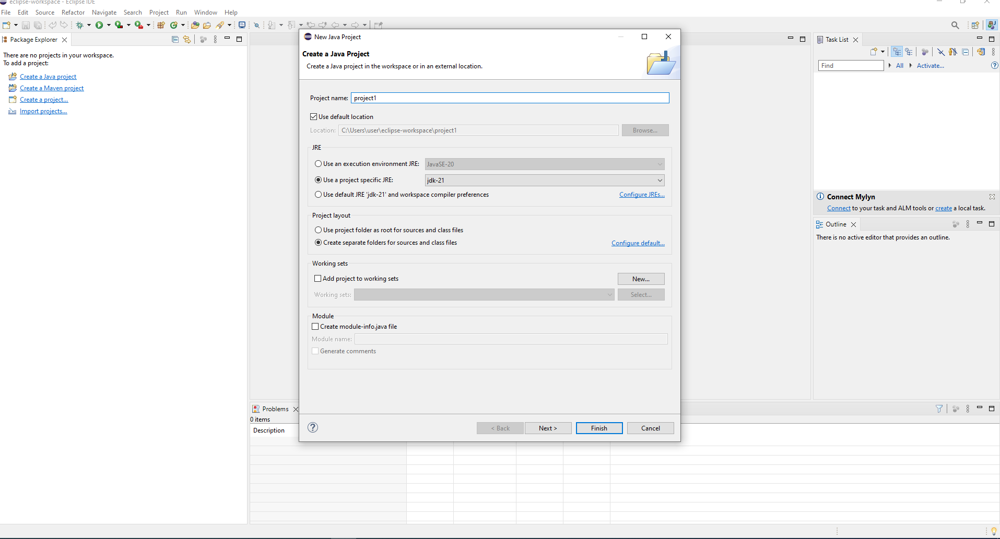 eclipse-workspace - Eclipse IDE
File Edit Source Refactor Navigate Search Project Run Window Help
Package Explorer
There are no projects in your workspace.
To add a project:
Create a Java project
Create a Maven project
Create a project...
Import projects...
New Java Project
Create a Java Project
Create a Java project in the workspace or in an external location.
Project name: project1
Use default location
Location: C:\Users\user\eclipse-workspace\project1 Browse...
JRE
Use an execution environment JRE: JavaSE-20
Use a project specific JRE: jdk-21
Use default JRE 'jdk-21' and workspace compiler preferences Configure JREs...
Project layout
Use project folder as root for sources and class files
Create separate folders for sources and class files Configure default...
Working sets
Add project to working sets New...
Working sets: Select...
Module
Create module-info.java file
Module name:
Generate comments
< Back Next > Finish Cancel
Problems
0 items
Description
Task List
Find All Activate...
Connect Mylyn
Connect to your task and ALM tools or create a local task.
Outline
There is no active editor that provides an outline.